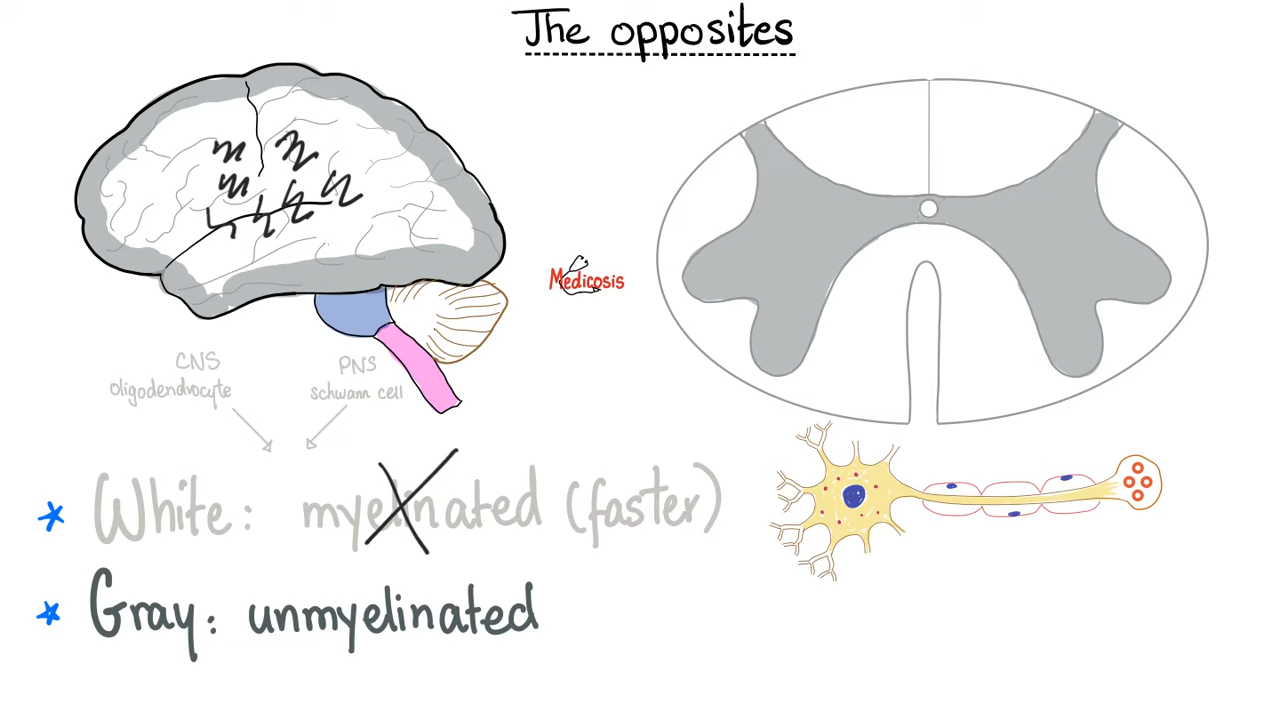 The opposites
Medicosis
CNS
oligodendrocyte
PNS
schwann cell
White: myelinated (faster)
Gray: unmyelinated